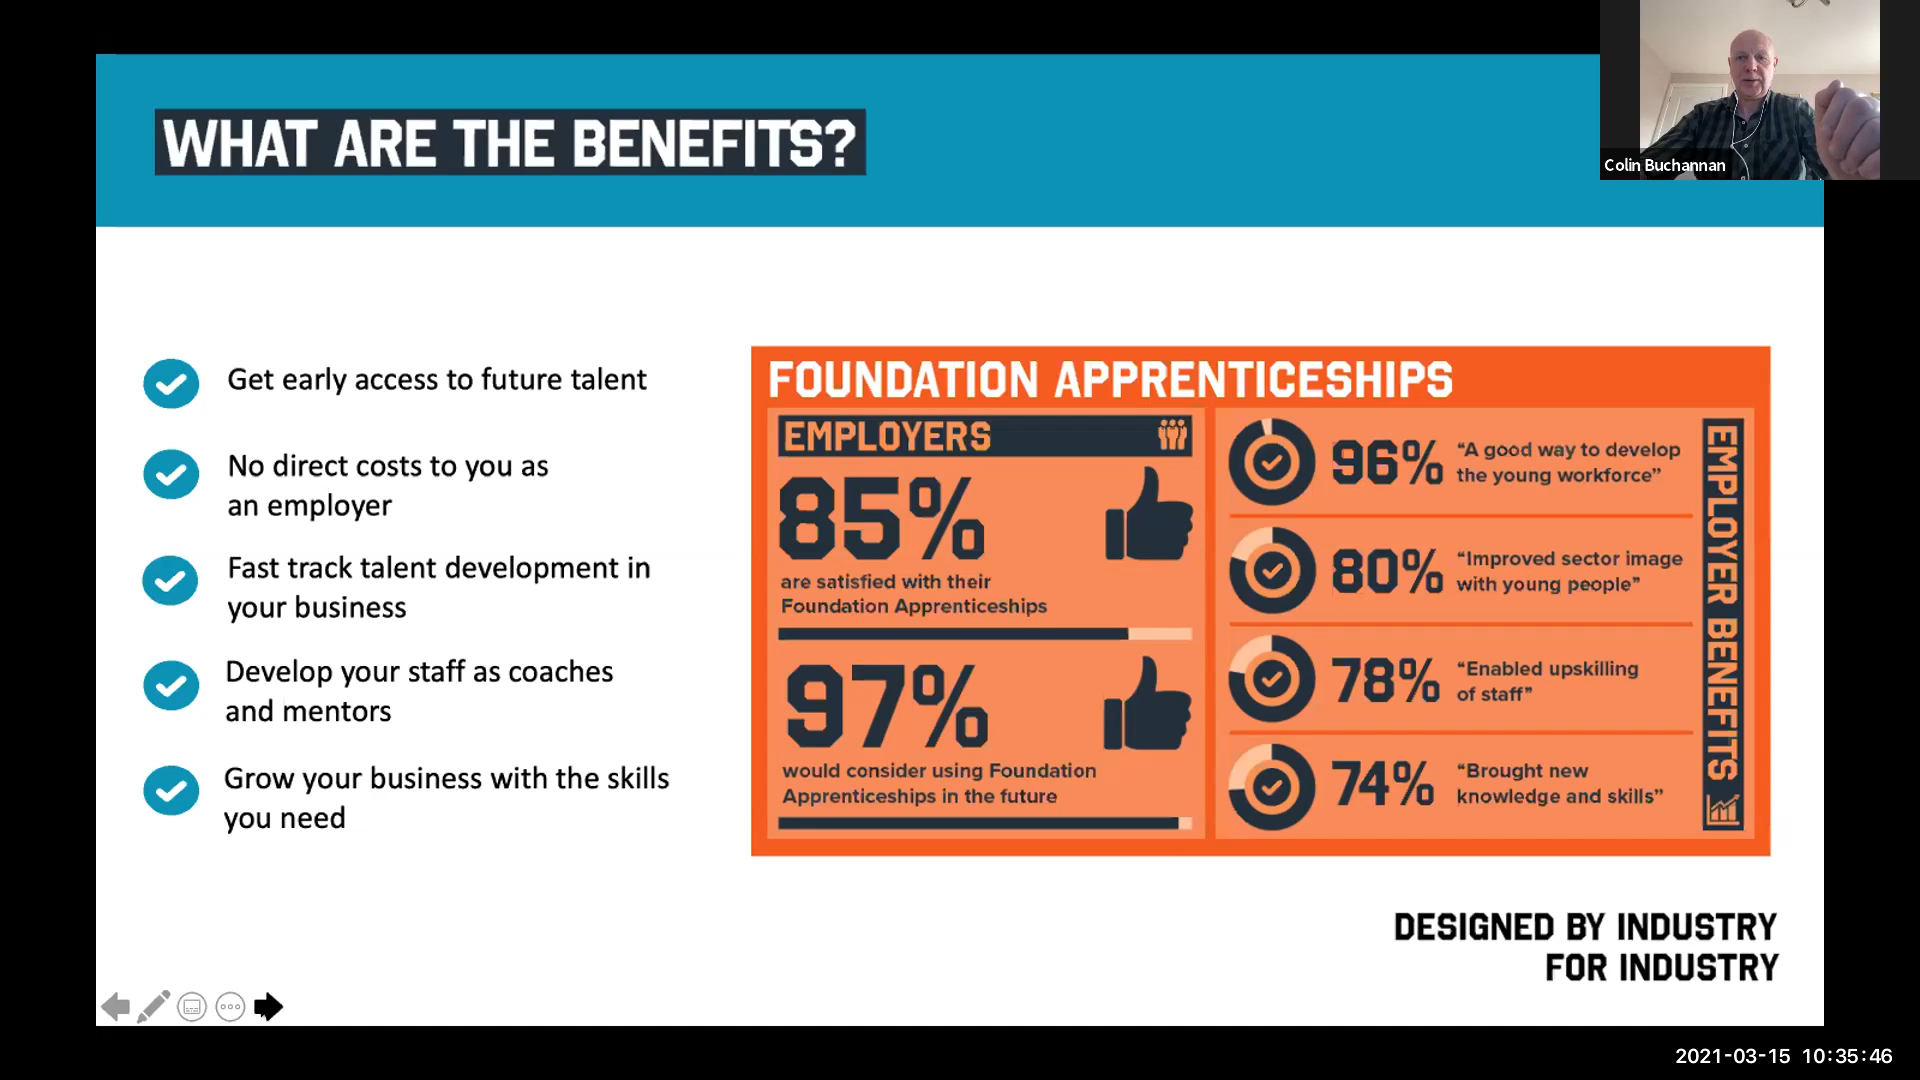 WHAT ARE THE BENEFITS?
Colin Buchannan
Get early access to future talent
No direct costs to you as
an employer
Fast track talent development in
your business
Develop your staff as coaches
and mentors
Grow your business with the skills
you need
FOUNDATION APPRENTICESHIPS
EMPLOYERS
85%
are satisfied with their
Foundation Apprenticeships
97%
would consider using Foundation
Apprenticeships in the future
96%
“A good way to develop
the young workforce”
80%
“Improved sector image
with young people”
78%
“Enabled upskilling
of staff”
74%
“Brought new
knowledge and skills”
EMPLOYER BENEFITS
DESIGNED BY INDUSTRY
FOR INDUSTRY
2021-03-15 10:35:46